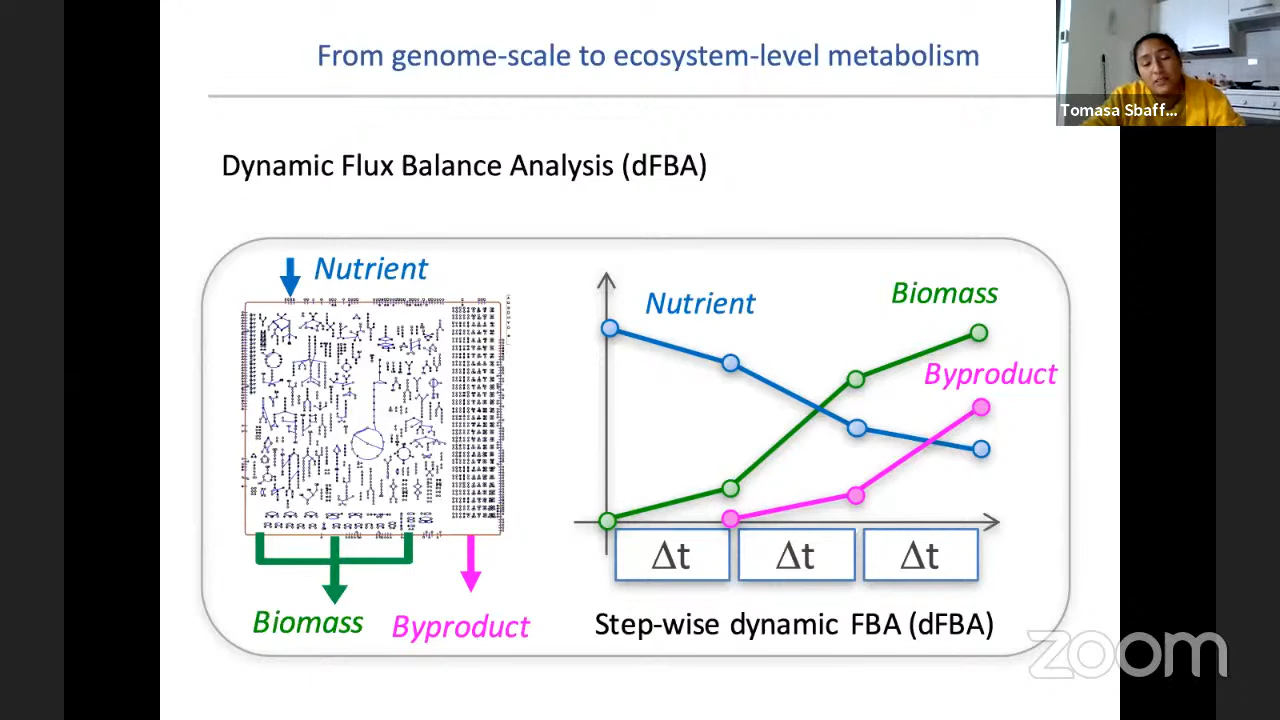 From genome-scale to ecosystem-level metabolism
Tomasa Sbaff...
Dynamic Flux Balance Analysis (dFBA)
Nutrient
Biomass
Byproduct
Nutrient
Biomass
Byproduct
Δt
Δt
Δt
Step-wise dynamic FBA (dFBA)
zoom